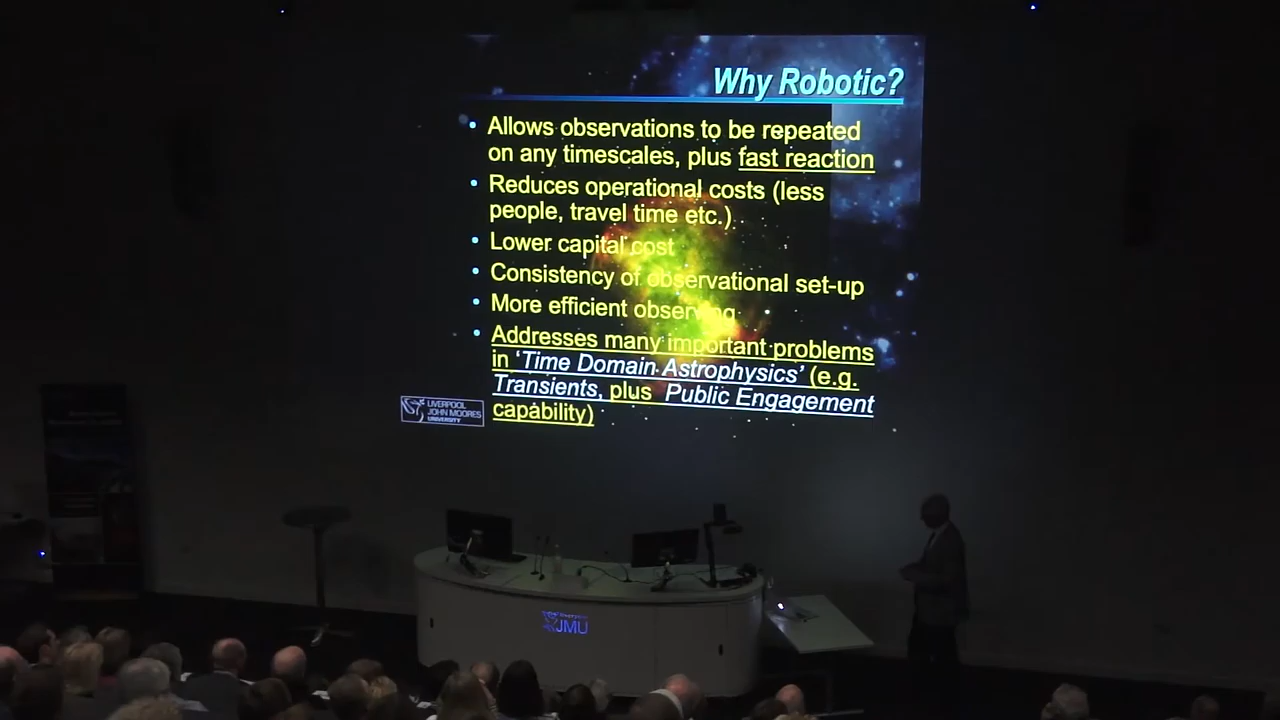 Why Robotic?
• Allows observations to be repeated
on any timescales, plus fast reaction
• Reduces operational costs (less
people, travel time etc.)
• Lower capital cost
• Consistency of observational set-up
• More efficient observing
• Addresses many important problems
in ‘Time Domain Astrophysics’ (e.g.
Transients, plus Public Engagement
capability)
LIVERPOOL
JOHN MOORES
UNIVERSITY
JMU